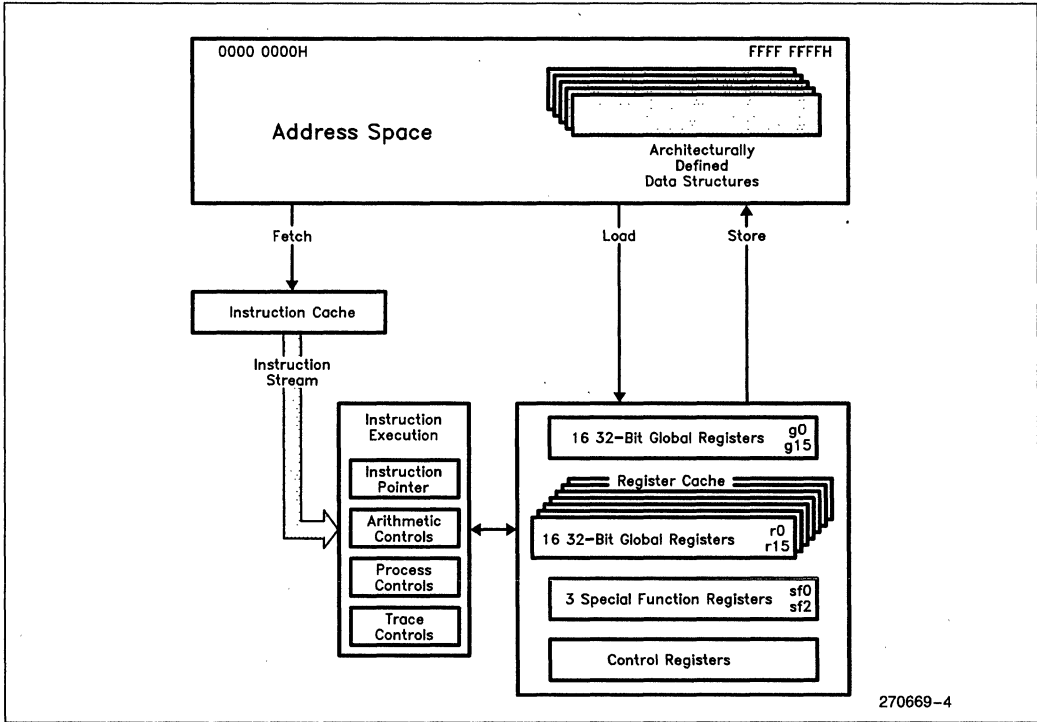 0000 0000H
FFFF FFFFH
Address Space
Architecturally
Defined
Data Structures
Fetch
Load
Store
Instruction Cache
Instruction
Stream
Instruction
Execution
Instruction
Pointer
Arithmetic
Controls
Process
Controls
Trace
Controls
16 32-Bit Global Registers
g0
g15
Register Cache
16 32-Bit Global Registers
r0
r15
3 Special Function Registers
sf0
sf2
Control Registers
270669-4